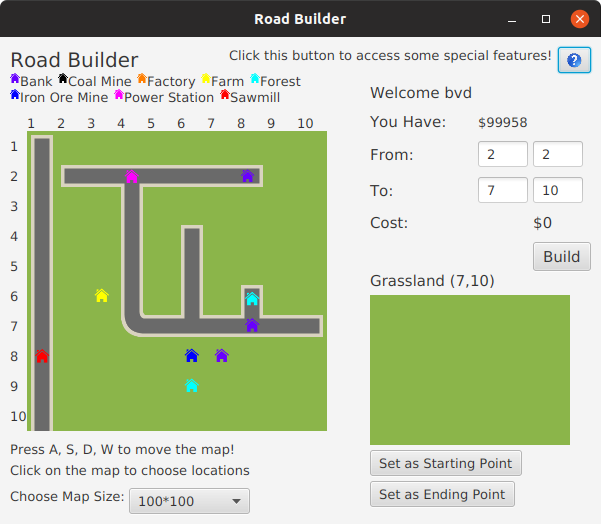 Road Builder
Road Builder
Click this button to access some special features!
?
Bank Coal Mine Factory Farm Forest
Iron Ore Mine Power Station Sawmill
1 2 3 4 5 6 7 8 9 10
1
2
3
4
5
6
7
8
9
10
Press A, S, D, W to move the map!
Click on the map to choose locations
Choose Map Size: 100*100
Welcome bvd
You Have: $99958
From: 2 2
To: 7 10
Cost: $0
Build
Grassland (7,10)
Set as Starting Point
Set as Ending Point